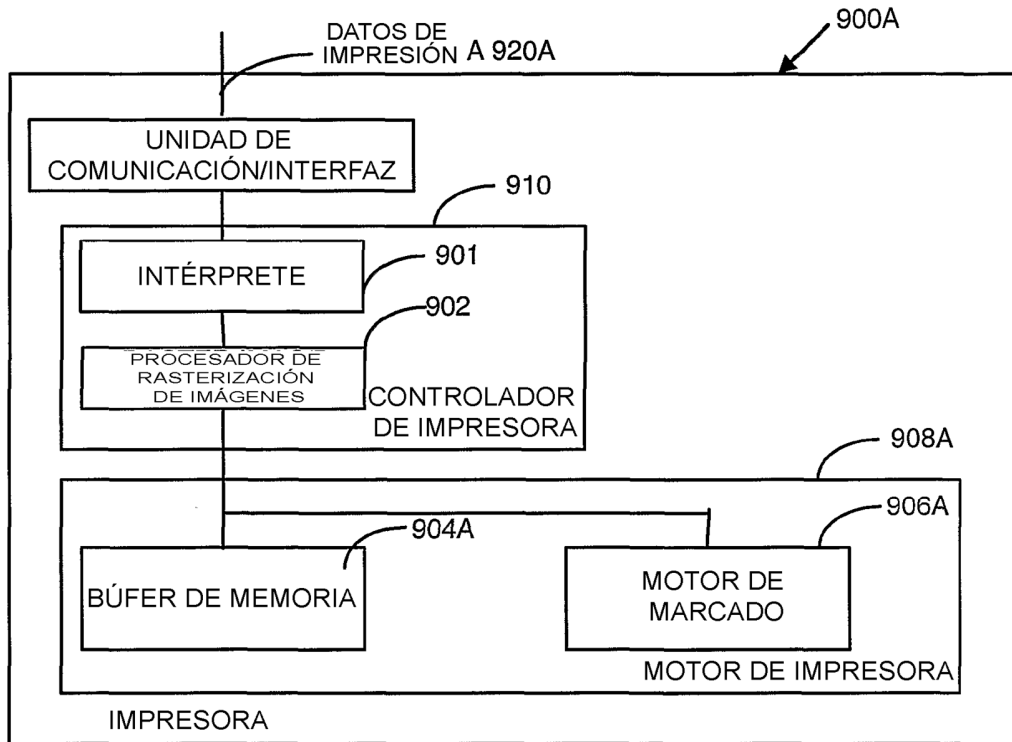 900A
DATOS DE
IMPRESIÓN A 920A
UNIDAD DE
COMUNICACIÓN/INTERFAZ
910
INTÉRPRETE
901
902
PROCESADOR DE
RASTERIZACIÓN
DE IMÁGENES
CONTROLADOR
DE IMPRESORA
908A
906A
904A
BÚFER DE MEMORIA
MOTOR DE
MARCADO
MOTOR DE IMPRESORA
IMPRESORA